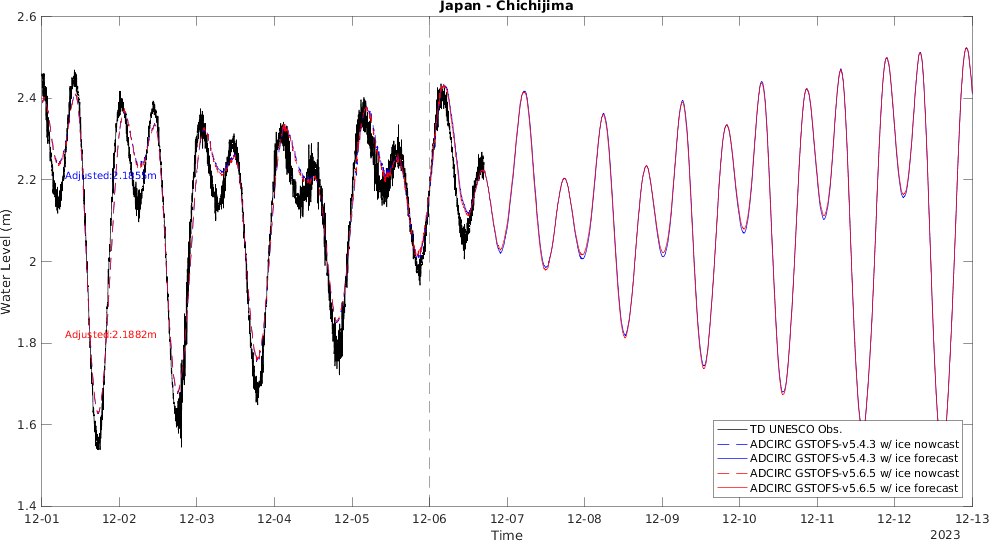 Japan - Chichijima
2.6
2.4
2.2
2
1.8
1.6
1.4
Water Level (m)
Adjusted:2.1855m
Adjusted:2.1882m
TD UNESCO Obs.
ADCIRC GSTOFS-v5.4.3 w/ ice nowcast
ADCIRC GSTOFS-v5.4.3 w/ ice forecast
ADCIRC GSTOFS-v5.6.5 w/ ice nowcast
ADCIRC GSTOFS-v5.6.5 w/ ice forecast
12-01 12-02 12-03 12-04 12-05 12-06 12-07 12-08 12-09 12-10 12-11 12-12 12-13
Time
2023